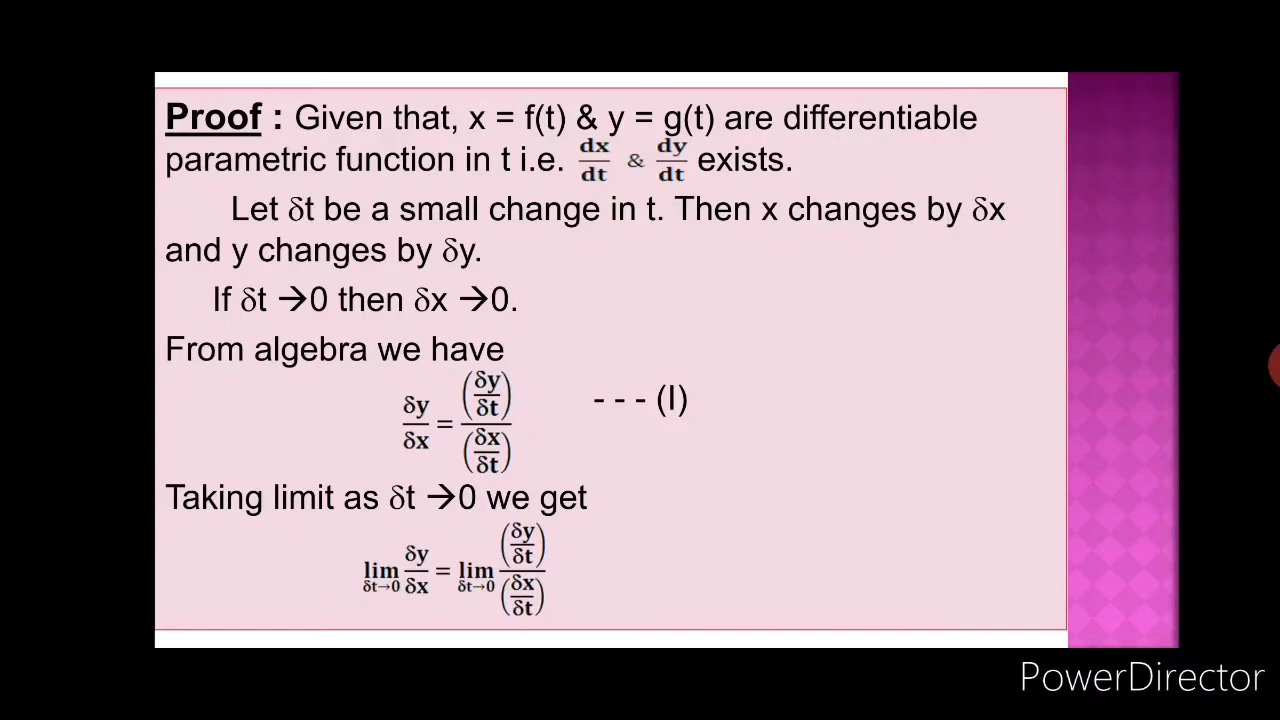 Proof : Given that, x = f(t) & y = g(t) are differentiable
parametric function in t i.e. dx/dt & dy/dt exists.
Let δt be a small change in t. Then x changes by δx
and y changes by δy.
If δt →0 then δx →0.
From algebra we have
δy/δx = (δy/δt)/(δx/δt) - - - (I)
Taking limit as δt →0 we get
lim δt→0 δy/δx = lim δt→0 (δy/δt)/(δx/δt)
PowerDirector